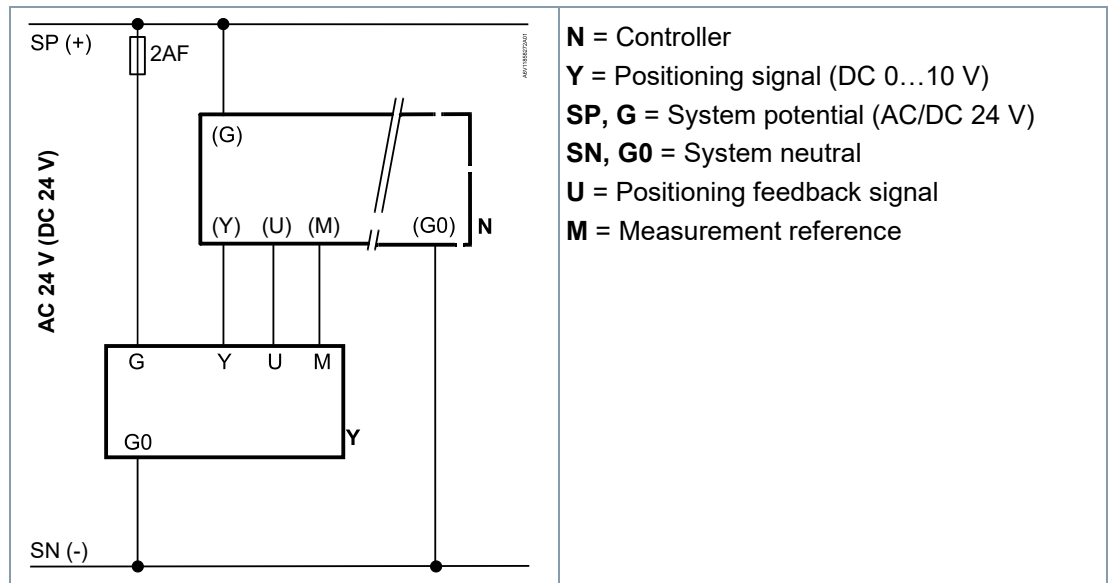 SP (+)
2AF
A6V11858272A01
AC 24 V (DC 24 V)
(G)
(Y) (U) (M) (G0) N
G Y U M
G0
Y
SN (-)
N = Controller
Y = Positioning signal (DC 0…10 V)
SP, G = System potential (AC/DC 24 V)
SN, G0 = System neutral
U = Positioning feedback signal
M = Measurement reference